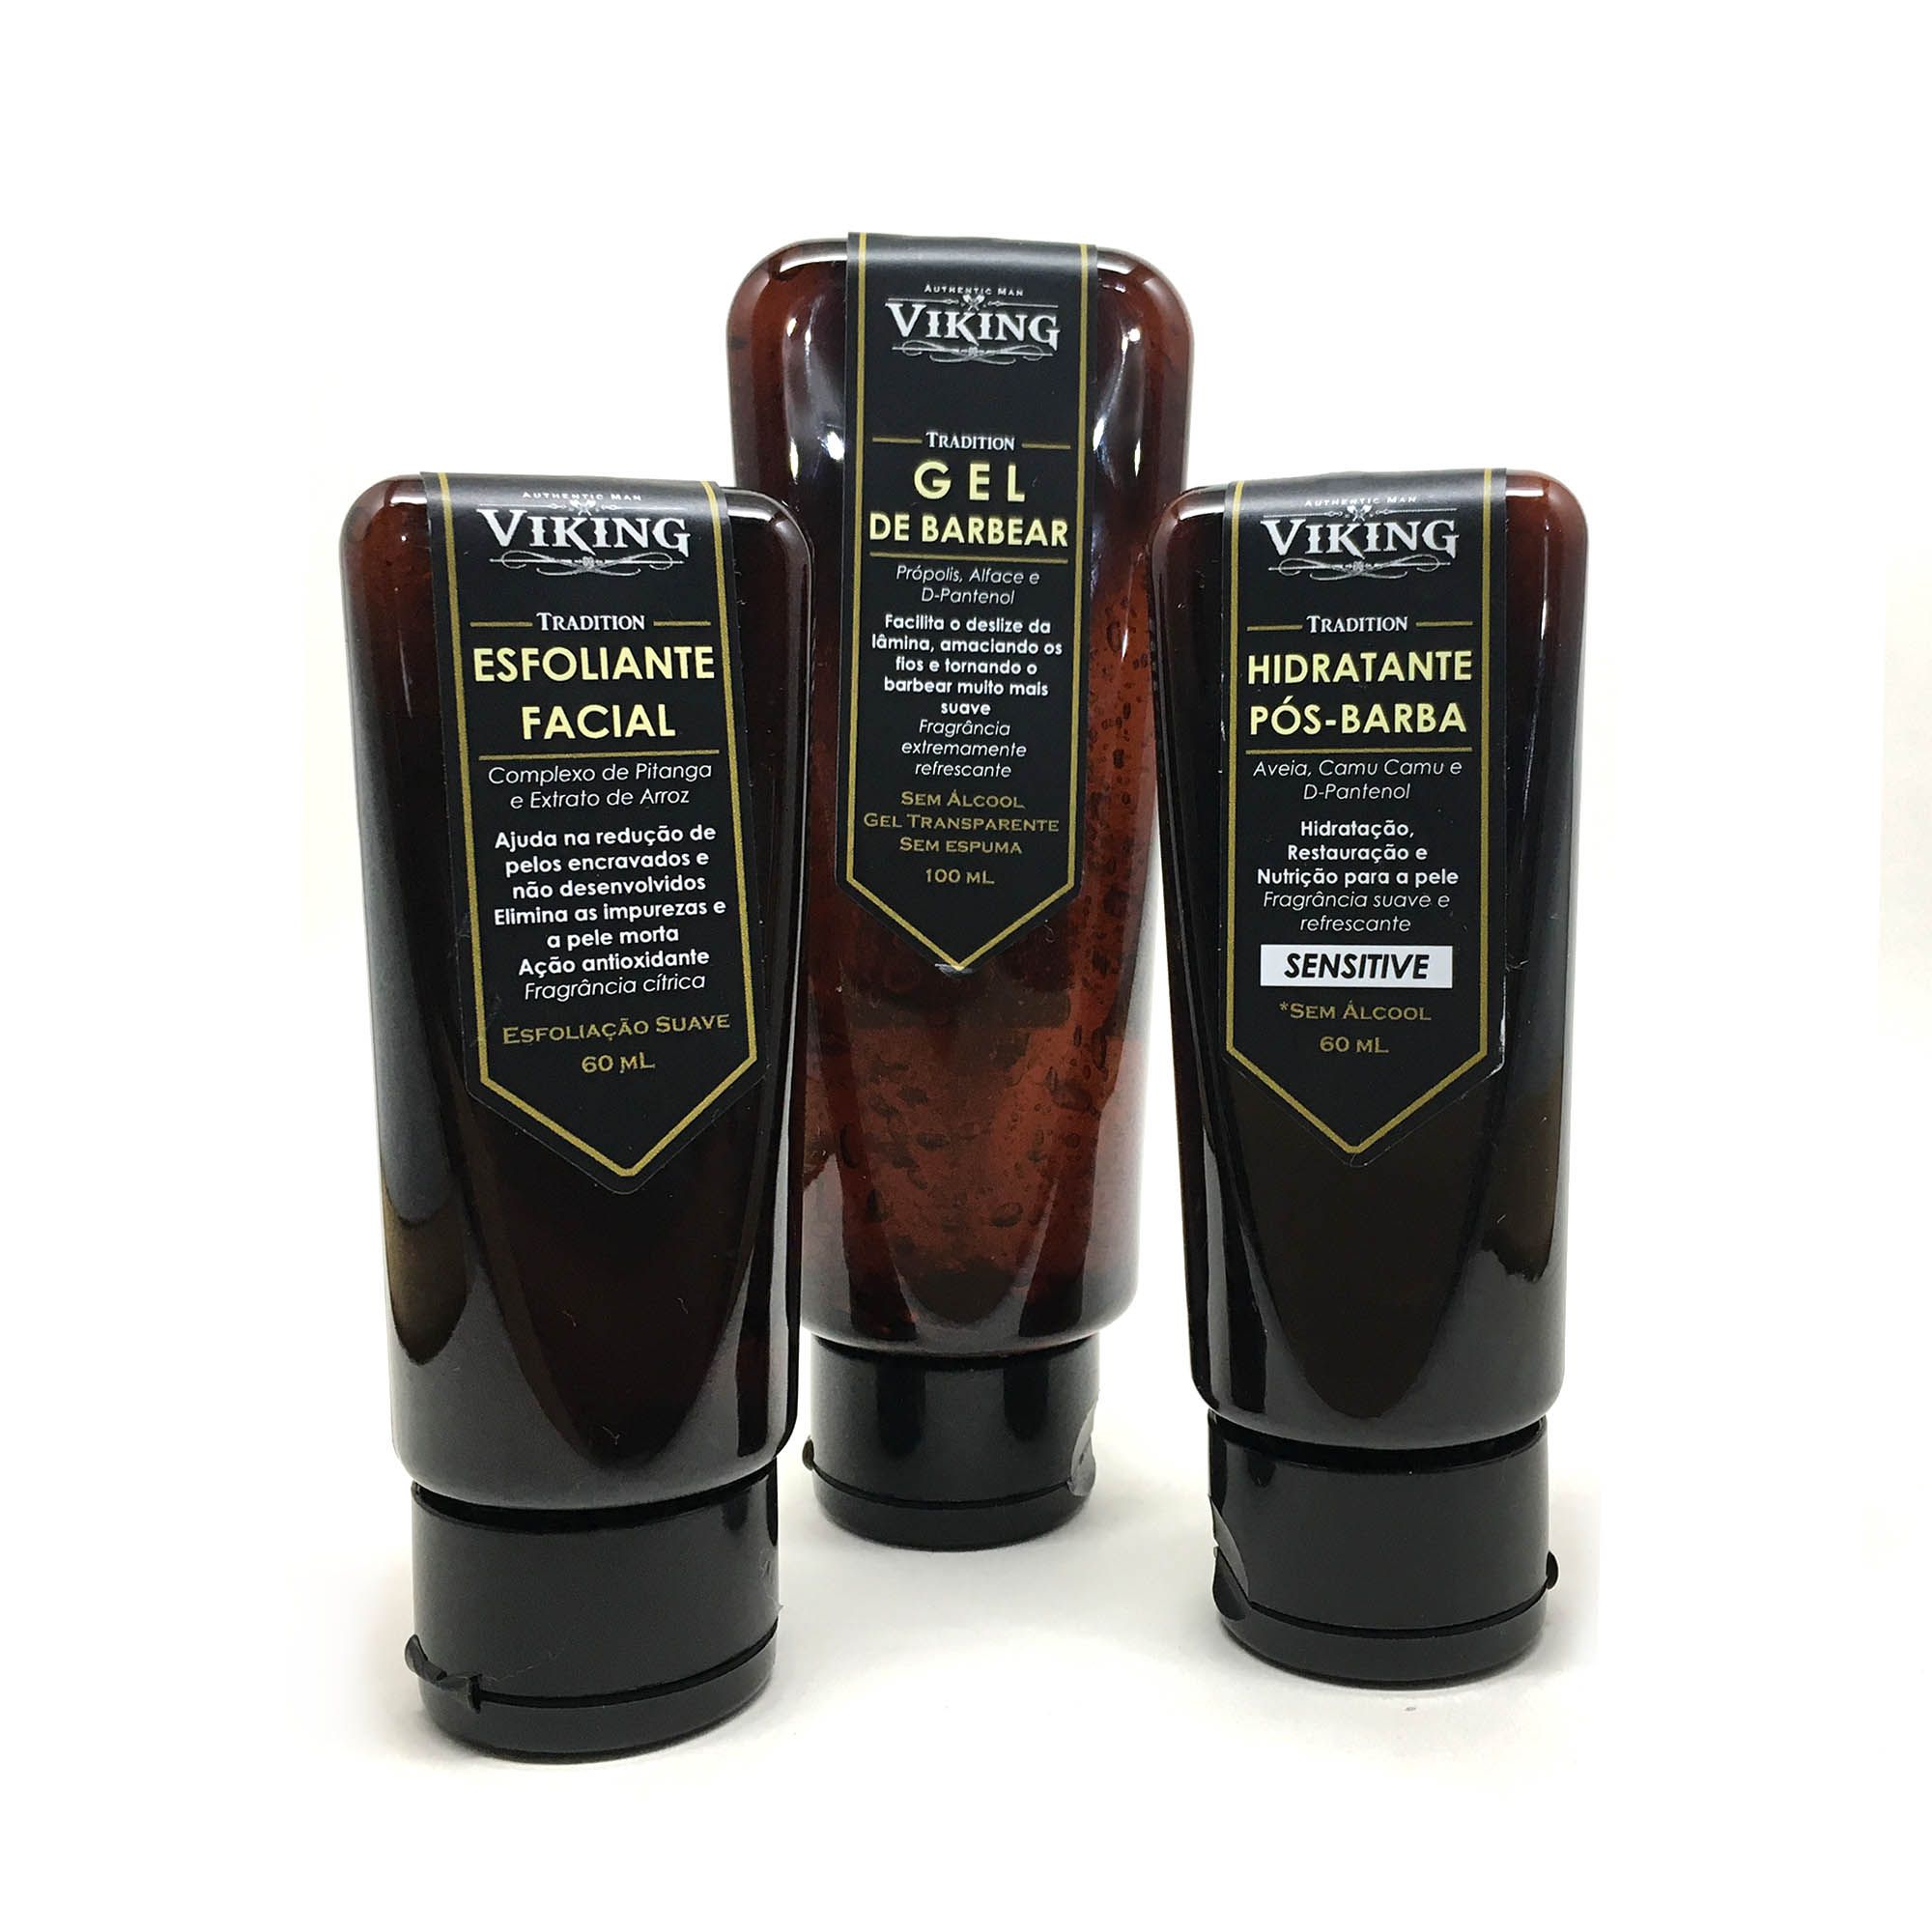 AUTHENTIC MAN
VIKING
TRADITION
ESFOLIANTE
FACIAL
Complexo de Pitanga
e Extrato de Arroz
Ajuda na redução de
pelos encravados e
não desenvolvidos
Elimina as impurezas e
a pele morta
Ação antioxidante
Fragrância cítrica
ESFOLIAÇÃO SUAVE
60 mL
AUTHENTIC MAN
VIKING
TRADITION
GEL
DE BARBEAR
Própolis, Alface e
D-Pantenol
Facilita o deslize da
lâmina, amaciando os
fios e tornando o
barbear muito mais
suave
Fragrância
extremamente
refrescante
SEM ÁLCOOL
GEL TRANSPARENTE
SEM ESPUMA
100 mL
AUTHENTIC MAN
VIKING
TRADITION
HIDRATANTE
PÓS-BARBA
Aveia, Camu Camu e
D-Pantenol
Hidratação,
Restauração e
Nutrição para a pele
Fragrância suave e
refrescante
SENSITIVE
*SEM ÁLCOOL
60 mL